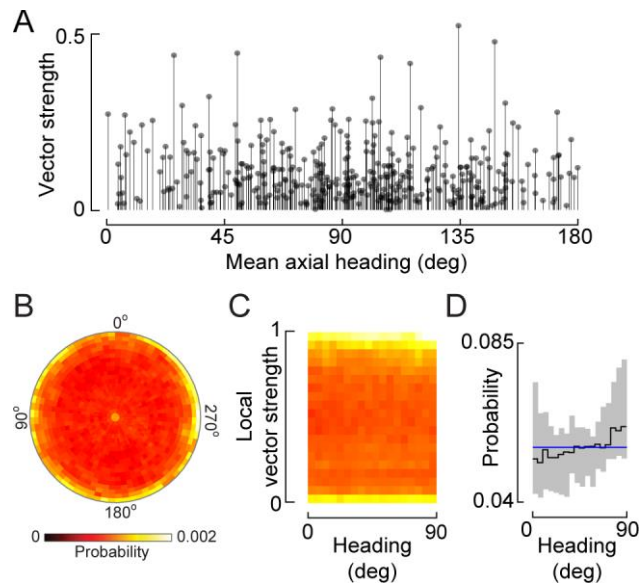 A
0.5
Vector strength
0
0 45 90 135 180
Mean axial heading (deg)
B
0°
90°
270°
180°
0 0.002
Probability
C
1
Local
vector strength
0
0 90
Heading
(deg)
D
0.085
Probability
0.04
0 90
Heading
(deg)